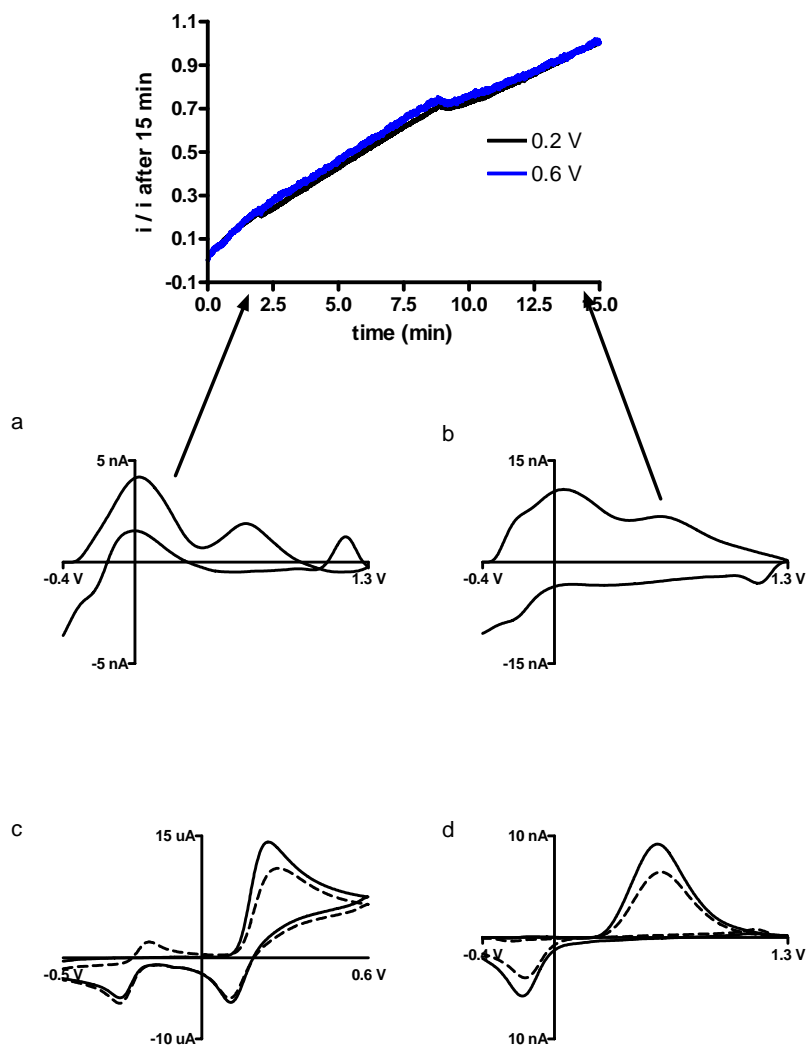 1.1
0.9
0.7
0.5
0.3
0.1
-0.1
i / i after 15 min
0.2 V
0.6 V
0.0 2.5 5.0 7.5 10.0 12.5 15.0
time (min)
a
b
5 nA
15 nA
-0.4 V 1.3 V
-0.4 V 1.3 V
-5 nA
-15 nA
c
d
15 uA
10 nA
-0.5 V 0.6 V
-0.4 V 1.3 V
-10 uA
10 nA